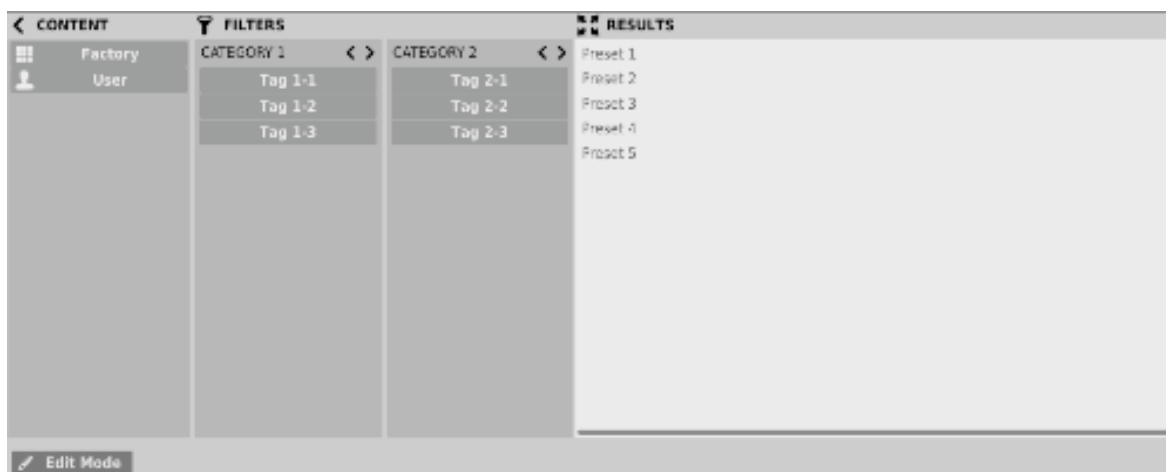 CONTENT
Factory
User
FILTERS
CATEGORY 1
Tag 1-1
Tag 1-2
Tag 1-3
CATEGORY 2
Tag 2-1
Tag 2-2
Tag 2-3
RESULTS
Preset 1
Preset 2
Preset 3
Preset 4
Preset 5
Edit Mode